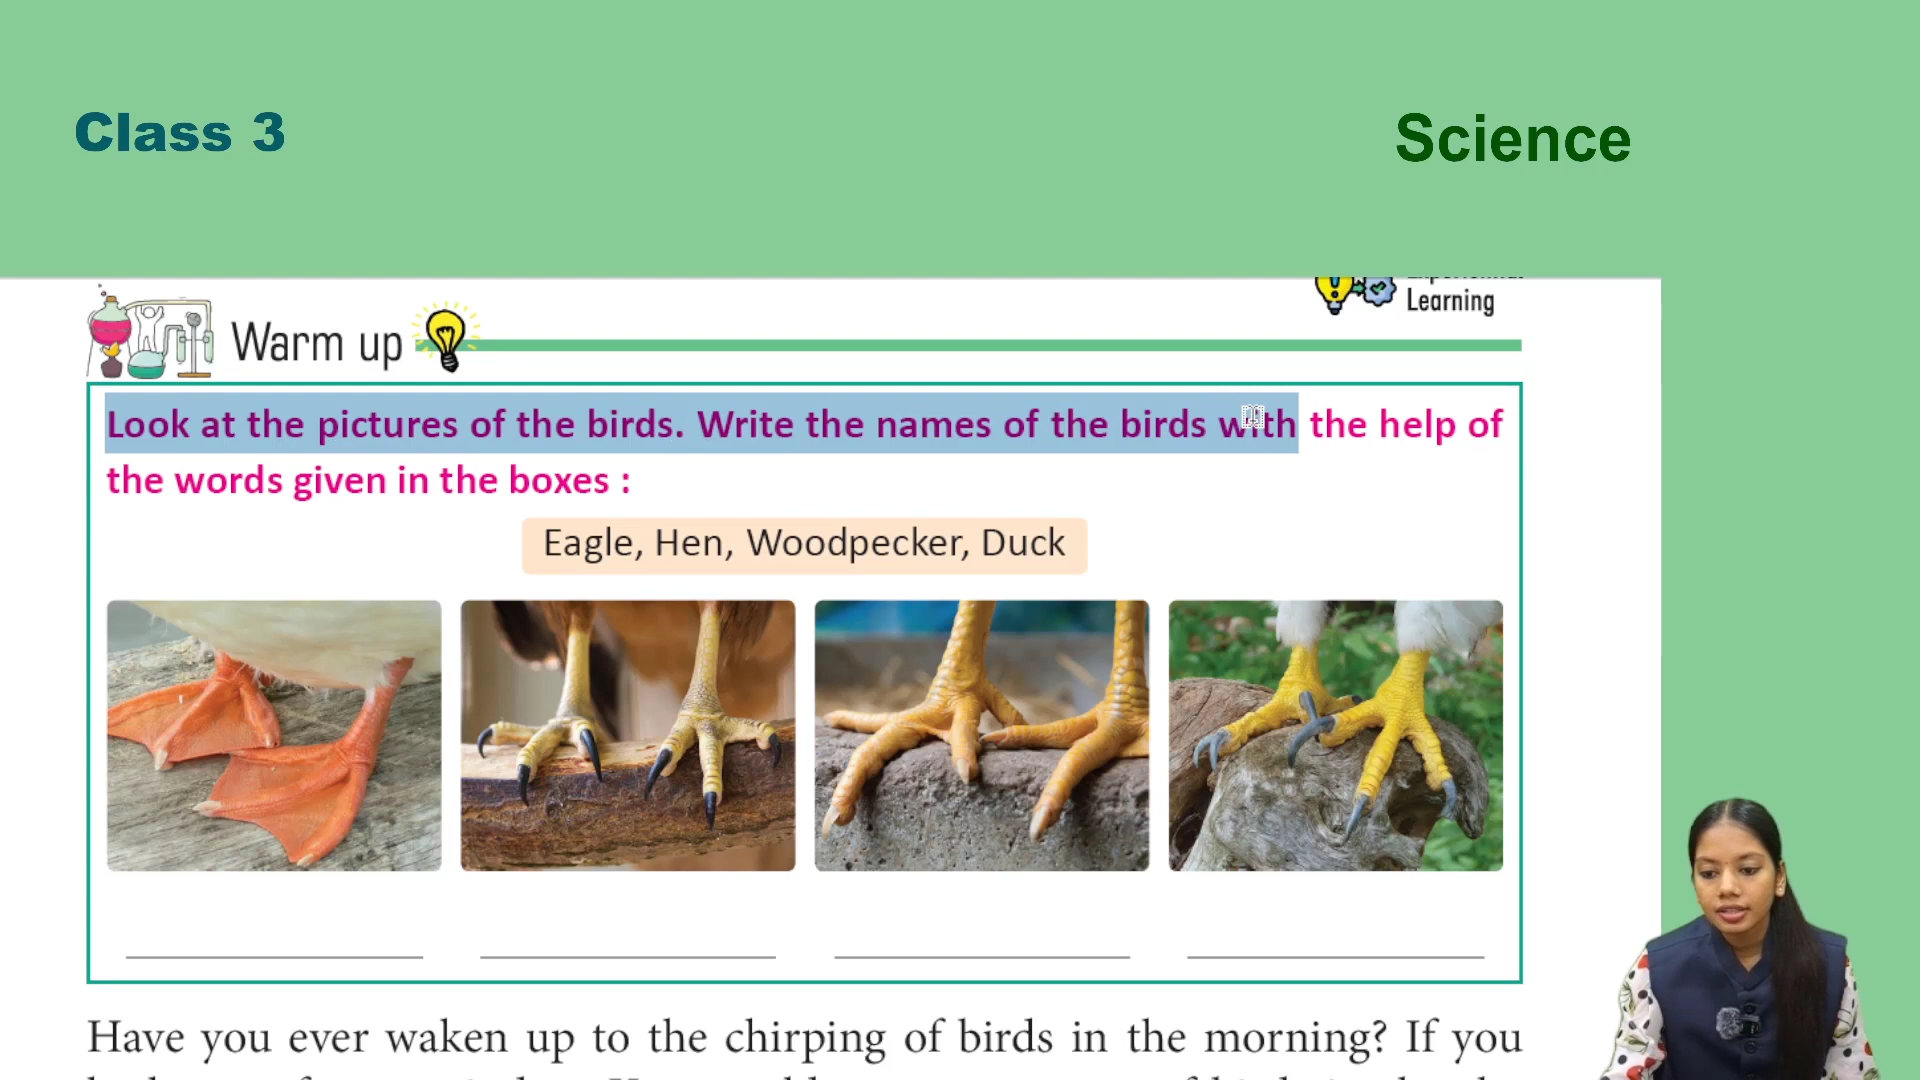 Class 3
Science
Learning
Warm up
Look at the pictures of the birds. Write the names of the birds with the help of
the words given in the boxes :
Eagle, Hen, Woodpecker, Duck
Have you ever waken up to the chirping of birds in the morning? If you